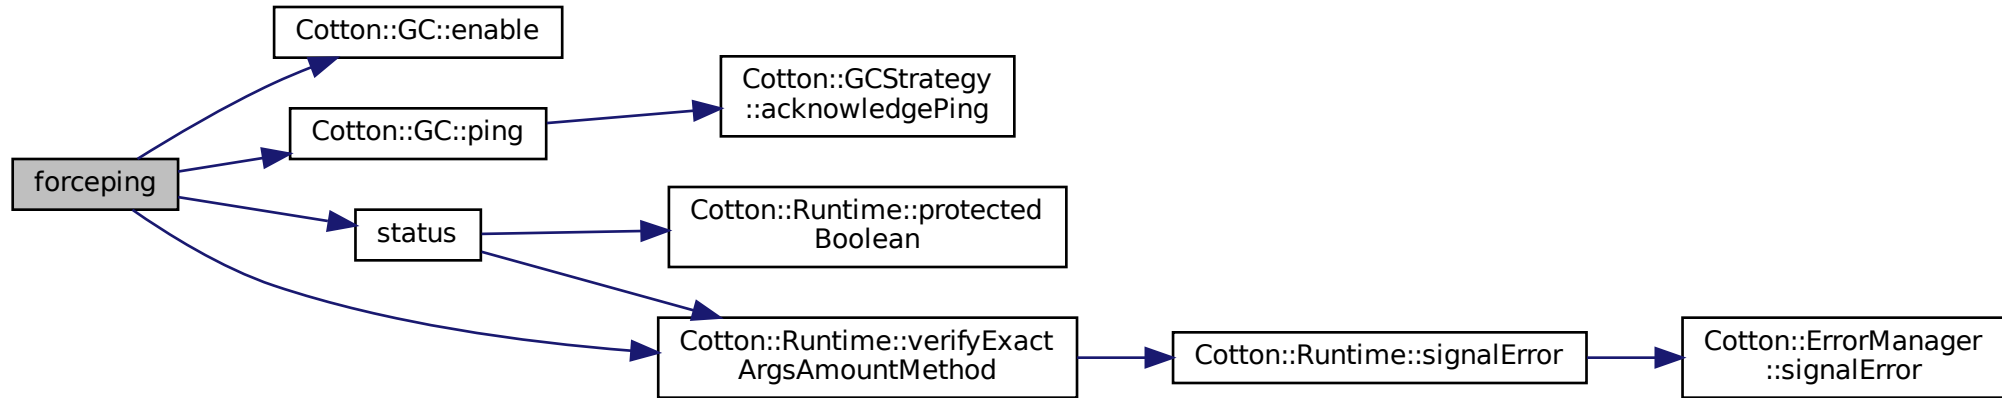 forceping
Cotton::GC::enable
Cotton::GC::ping
Cotton::GCStrategy
::acknowledgePing
status
Cotton::Runtime::protected
Boolean
Cotton::Runtime::verifyExact
ArgsAmountMethod
Cotton::Runtime::signalError
Cotton::ErrorManager
::signalError